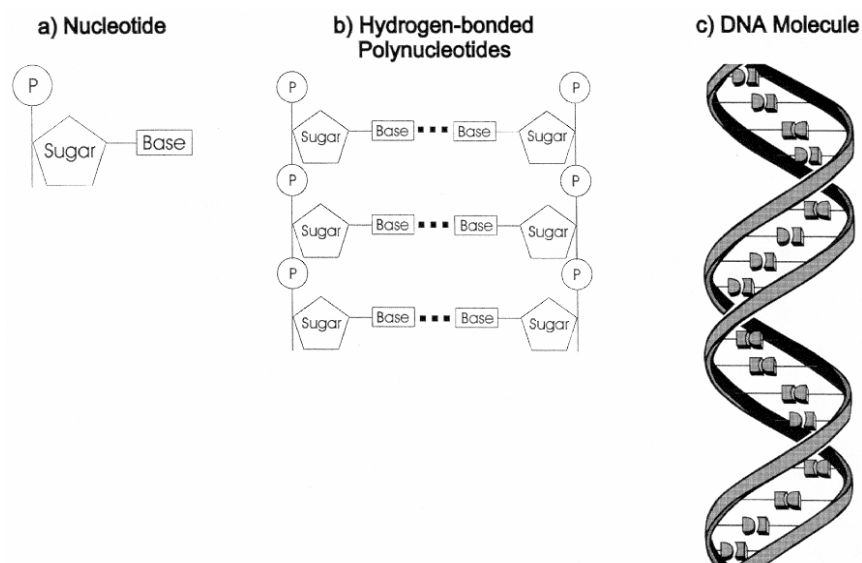 a) Nucleotide
P
Sugar
Base
b) Hydrogen-bonded
Polynucleotides
P P
Sugar Base Base Sugar
P P
Sugar Base Base Sugar
P P
Sugar Base Base Sugar
c) DNA Molecule